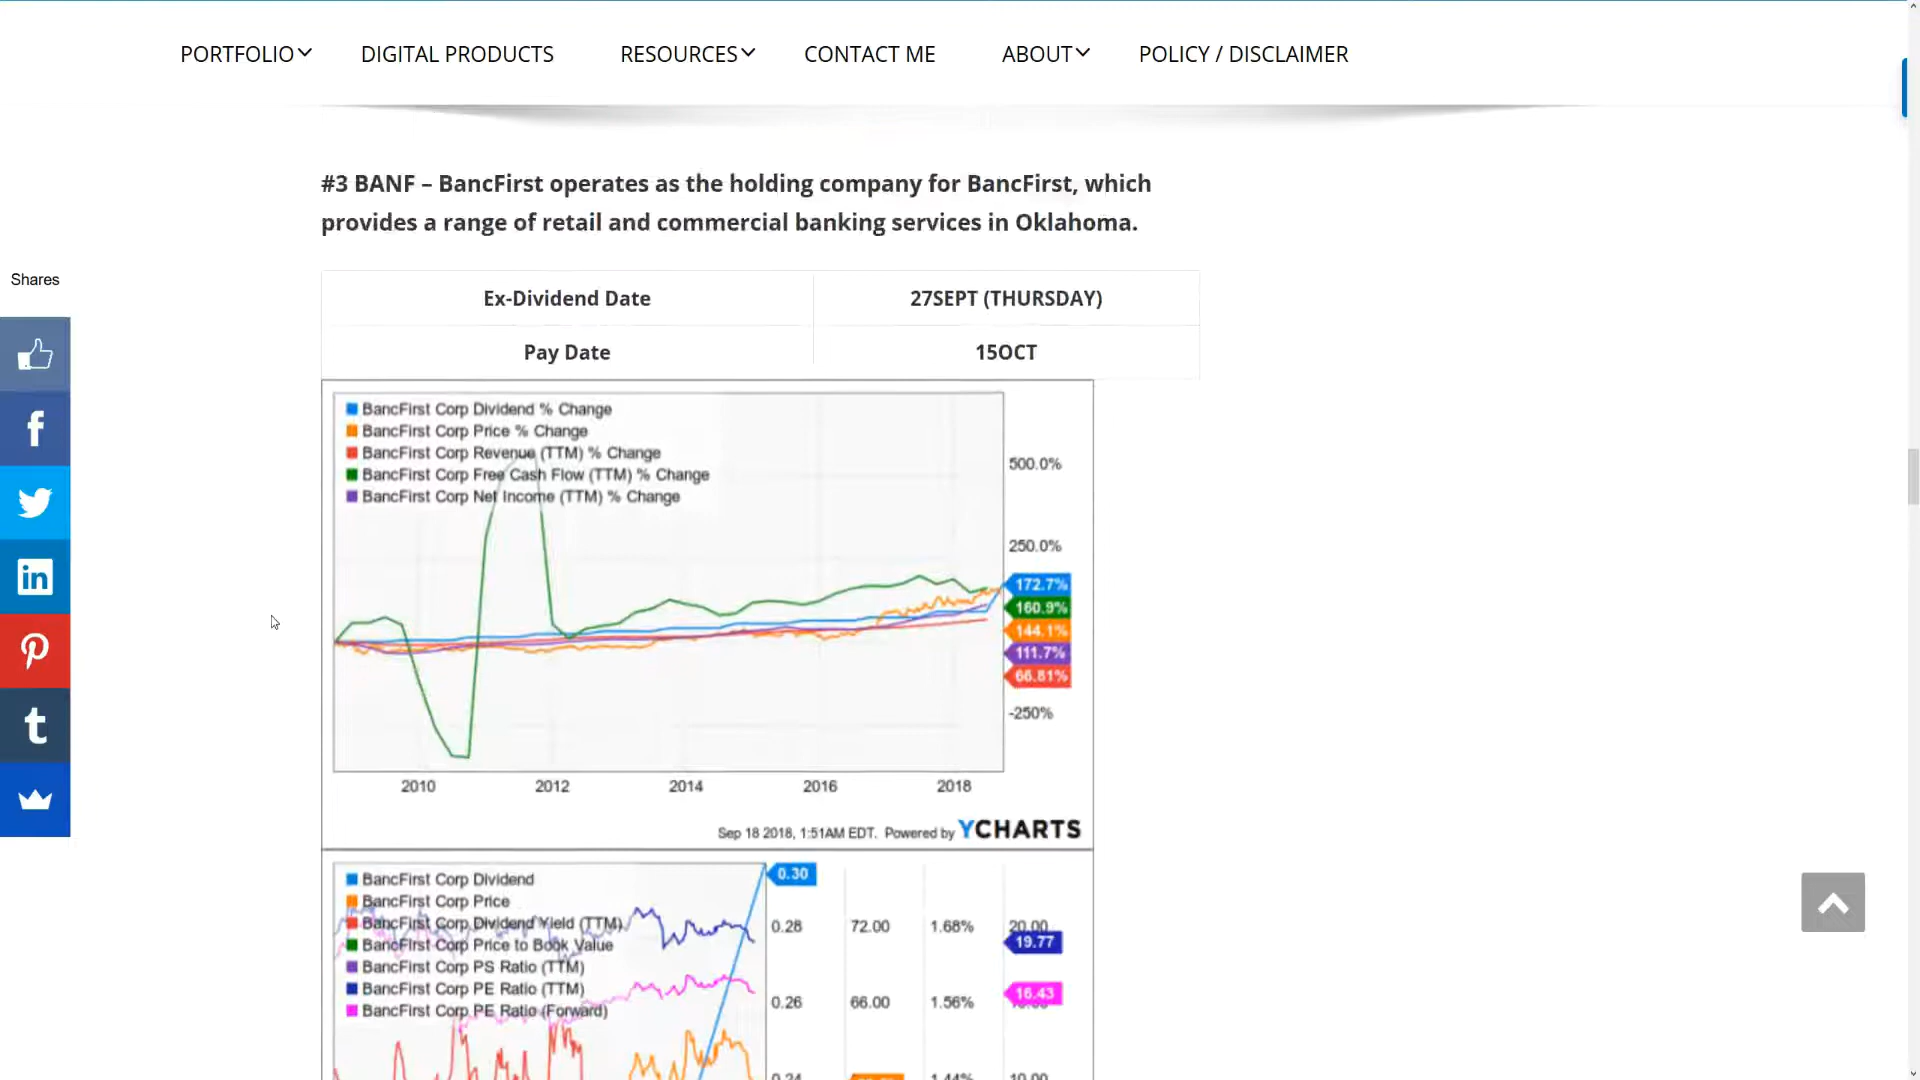 PORTFOLIO DIGITAL PRODUCTS RESOURCES CONTACT ME ABOUT POLICY / DISCLAIMER
#3 BANF – BancFirst operates as the holding company for BancFirst, which
provides a range of retail and commercial banking services in Oklahoma.
Shares
Ex-Dividend Date 27SEPT (THURSDAY)
Pay Date 15OCT
BancFirst Corp Dividend % Change
BancFirst Corp Price % Change
BancFirst Corp Revenue (TTM) % Change
BancFirst Corp Free Cash Flow (TTM) % Change
BancFirst Corp Net Income (TTM) % Change
500.0%
250.0%
172.7%
160.9%
144.1%
111.7%
66.81%
-250%
2010 2012 2014 2016 2018
Sep 18 2018, 1:51AM EDT. Powered by YCHARTS
BancFirst Corp Dividend
BancFirst Corp Price
BancFirst Corp Dividend Yield (TTM)
BancFirst Corp Price to Book Value
BancFirst Corp PS Ratio (TTM)
BancFirst Corp PE Ratio (TTM)
BancFirst Corp PE Ratio (Forward)
0.30
0.28 72.00 1.68% 20.00
19.77
16.43
0.26 66.00 1.56%
0.24 1.44% 10.00